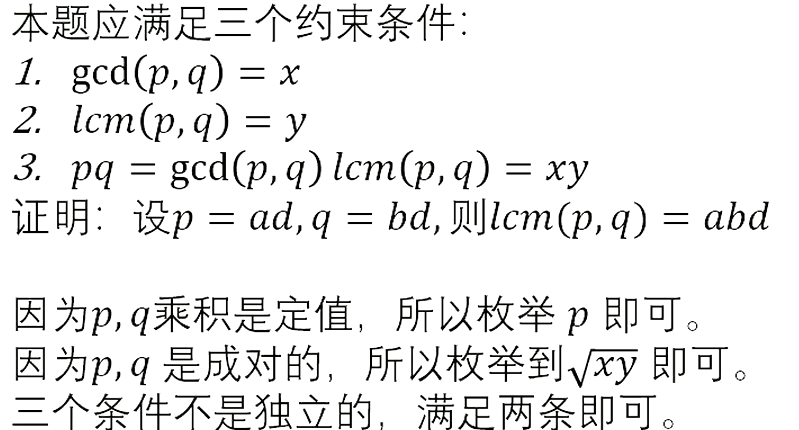 本题应满足三个约束条件：
1. gcd(p, q) = x
2. lcm(p, q) = y
3. pq = gcd(p, q) lcm(p, q) = xy
证明：设p = ad, q = bd, 则lcm(p, q) = abd
因为p, q乘积是定值，所以枚举 p 即可。
因为p, q 是成对的，所以枚举到√xy 即可。
三个条件不是独立的，满足两条即可。